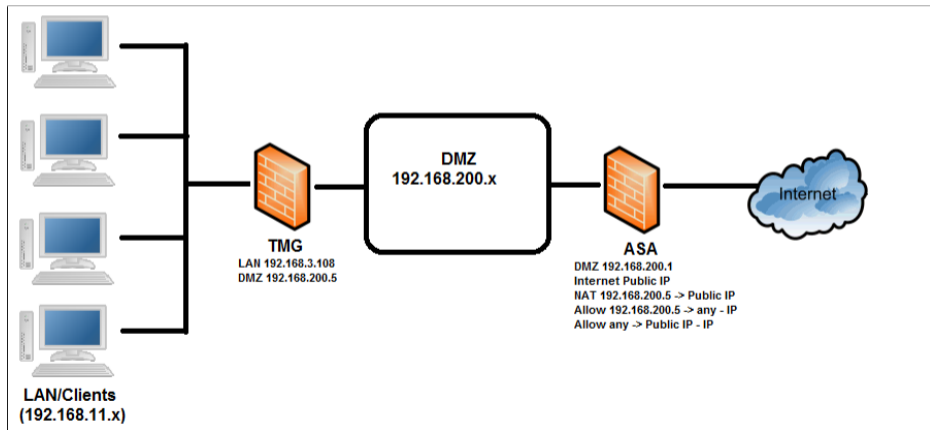 DMZ
192.168.200.x
Internet
TMG
LAN 192.168.3.108
DMZ 192.168.200.5
ASA
DMZ 192.168.200.1
Internet Public IP
NAT 192.168.200.5 -> Public IP
Allow 192.168.200.5 -> any - IP
Allow any -> Public IP - IP
LAN/Clients
(192.168.11.x)